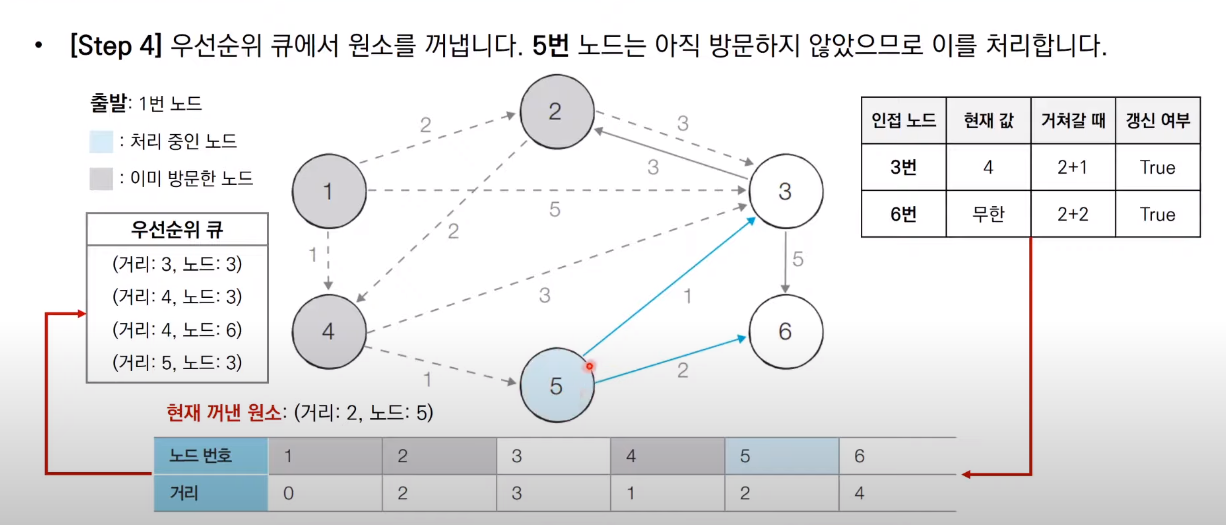 • [Step 4] 우선순위 큐에서 원소를 꺼냅니다. 5번 노드는 아직 방문하지 않았으므로 이를 처리합니다.
출발: 1번 노드
: 처리 중인 노드
: 이미 방문한 노드
우선순위 큐
(거리: 3, 노드: 3)
(거리: 4, 노드: 3)
(거리: 4, 노드: 6)
(거리: 5, 노드: 3)
2
2
3
3
1
5
3
1
2
5
4
3
1
6
1
5
2
인접 노드 현재 값 거쳐갈 때 갱신 여부
3번 4 2+1 True
6번 무한 2+2 True
현재 꺼낸 원소: (거리: 2, 노드: 5)
노드 번호 1 2 3 4 5 6
거리 0 2 3 1 2 4